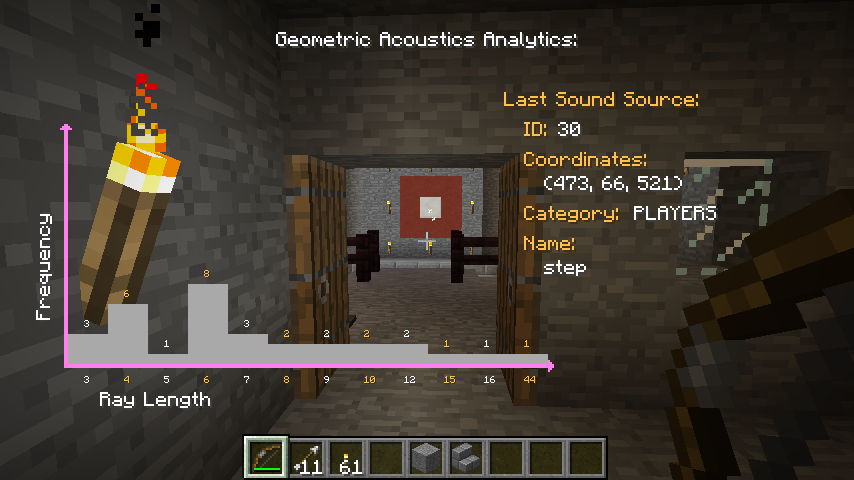 Geometric Acoustics Analytics:
Last Sound Source:
ID: 30
Coordinates:
(473, 66, 521)
Category: PLAYERS
Name:
step
Frequency
3 6 1 8 3 2 2 2 2 1 1 1
3 4 5 6 7 8 9 10 12 15 16 44
Ray Length
11 61